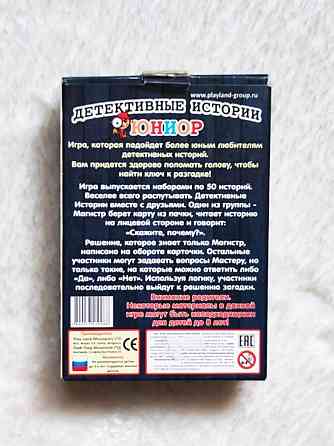 www.playland-group.ru
ДЕТЕКТИВНЫЕ ИСТОРИИ
ЮНИОР
Игра, которая подойдет более юным любителям
детективных историй.
Вам придется здорово поломать голову, чтобы
найти ключ к разгадке!
Игра выпускается наборами по 50 историй.
Веселее всего распутывать Детективные
Истории вместе с друзьями. Один из группы -
Магистр берет карту из пачки, читает историю
на лицевой стороне и говорит:
«Скажите, почему?».
Решение, которое знает только Магистр,
написано на обороте карточки. Остальные
участники могут задавать вопросы Мастеру, но
только такие, на которые можно ответить либо
«Да», либо «Нет». Используя логику, участники
последовательно выйдут к решению загадки.
Внимание родители.
Некоторые материалы в данной
игре могут быть неподходящими
для детей до 8 лет!
CE
EAC